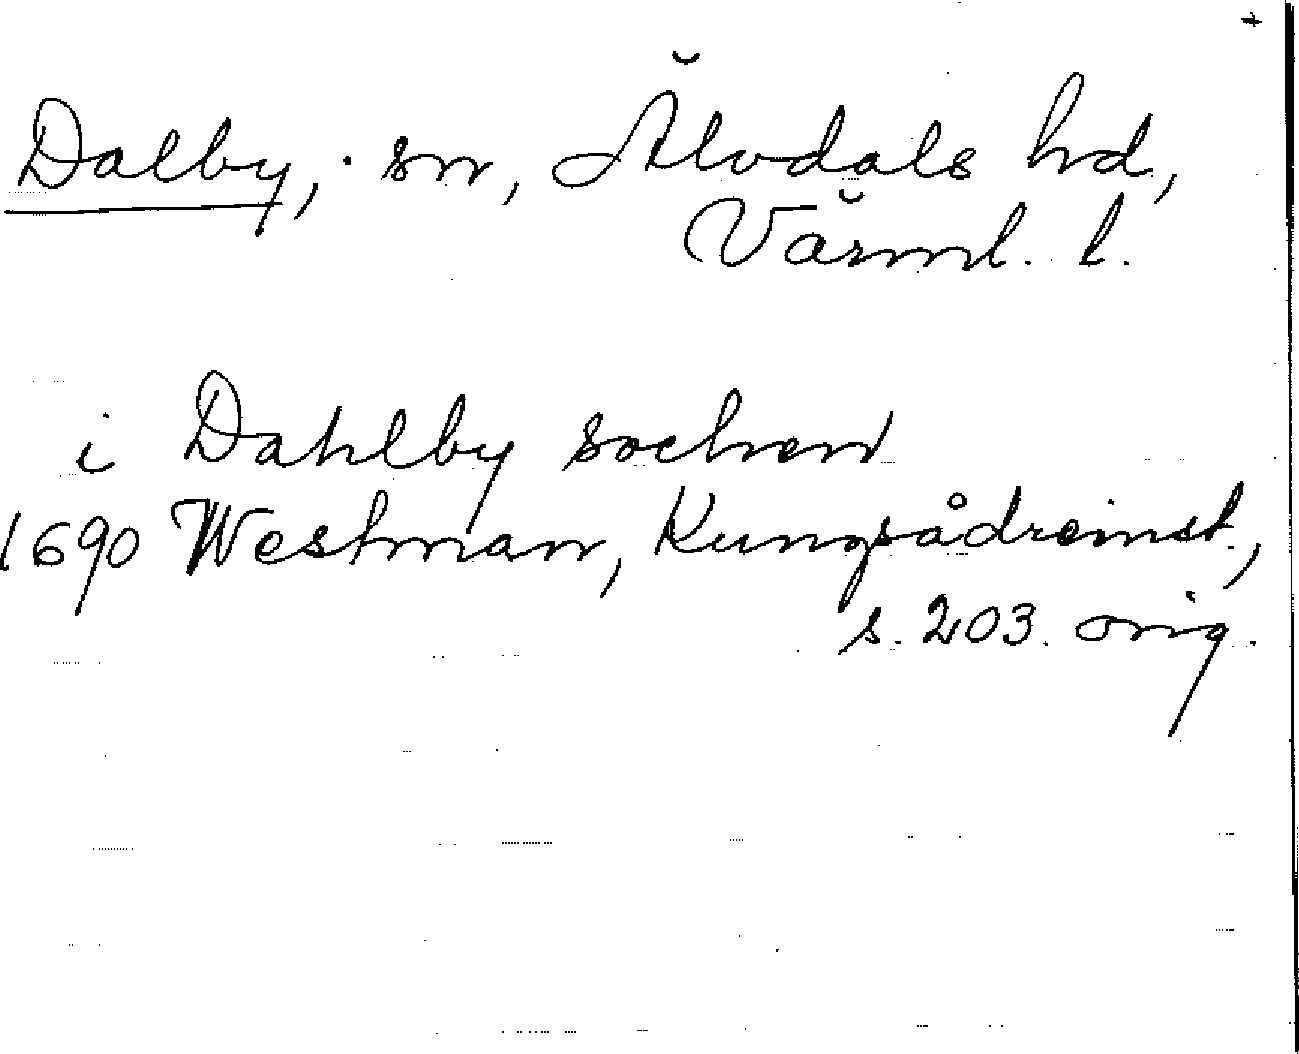 +
Dalby, sn, Älvdals hd,
Värml. l.
i Dahlby sochen
1690 Westman, Kungsådreinst.,
s. 203. orig.